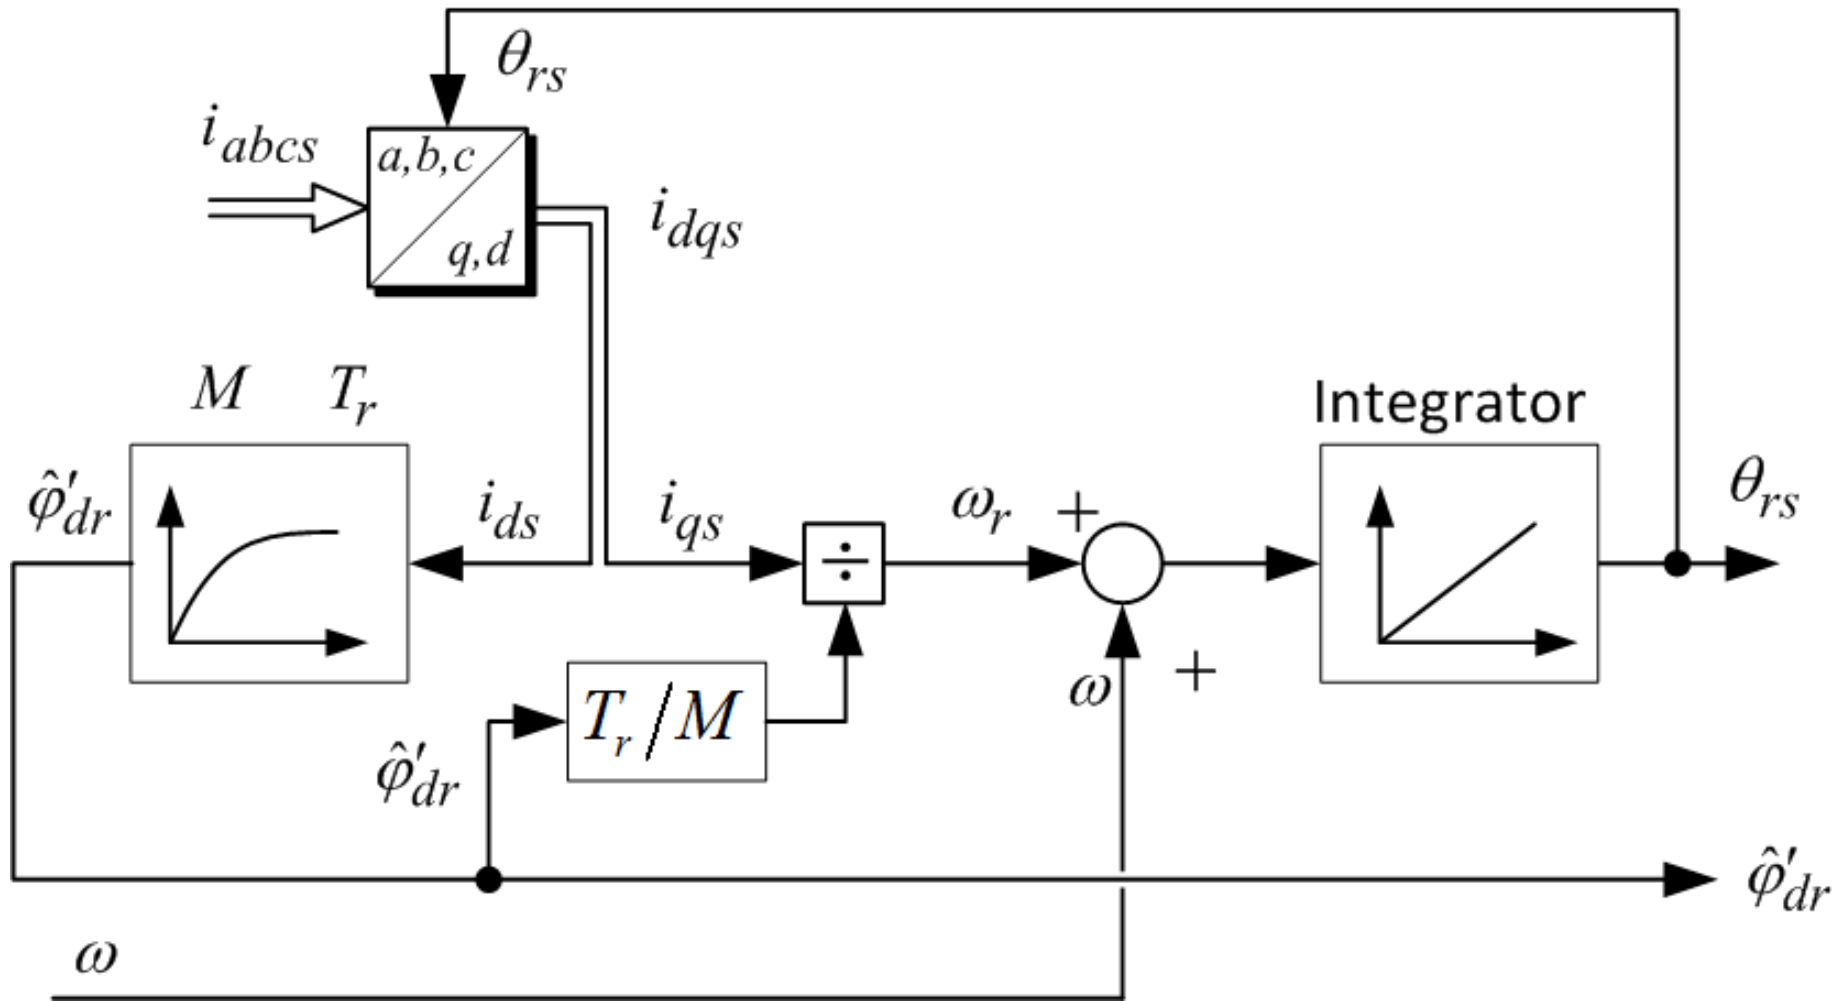 θrs
iabcs
a,b,c
q,d
idqs
M Tr
Integrator
φ̂′dr
ids
iqs
ωr
+
θrs
÷
ω
+
Tr/M
φ̂′dr
φ̂′dr
ω